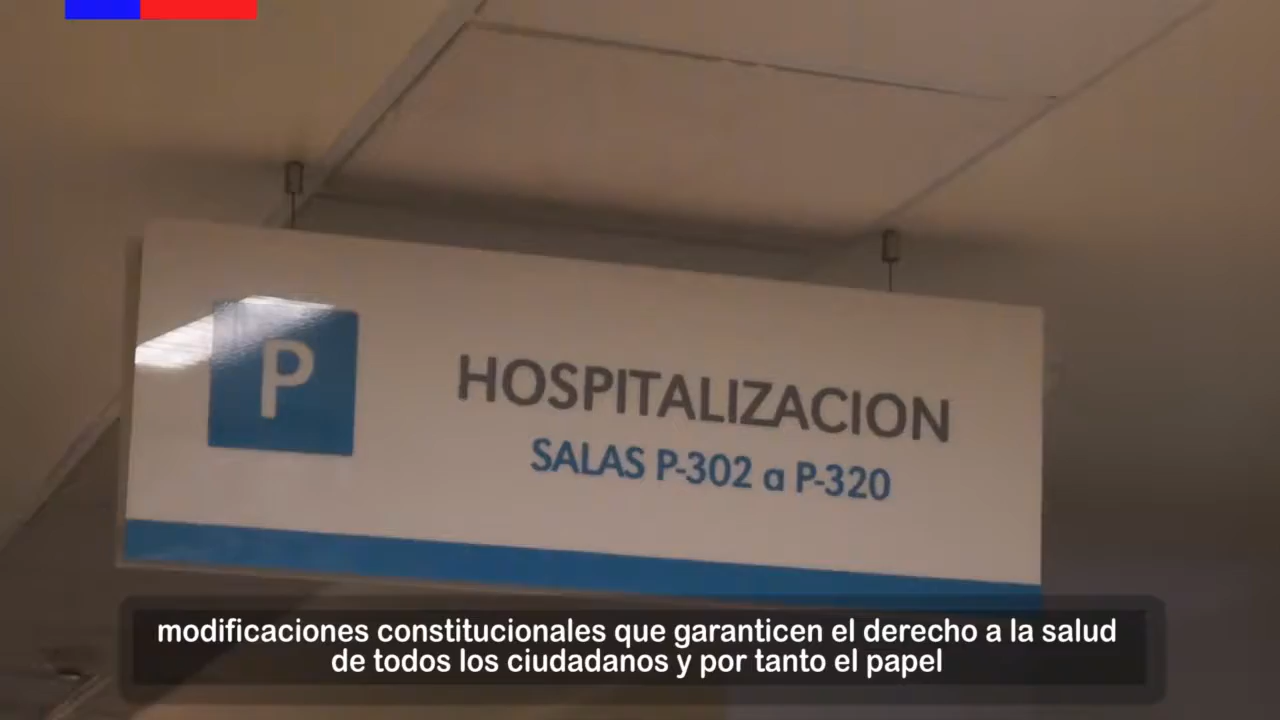 P
HOSPITALIZACION
SALAS P-302 a P-320
modificaciones constitucionales que garanticen el derecho a la salud
de todos los ciudadanos y por tanto el papel